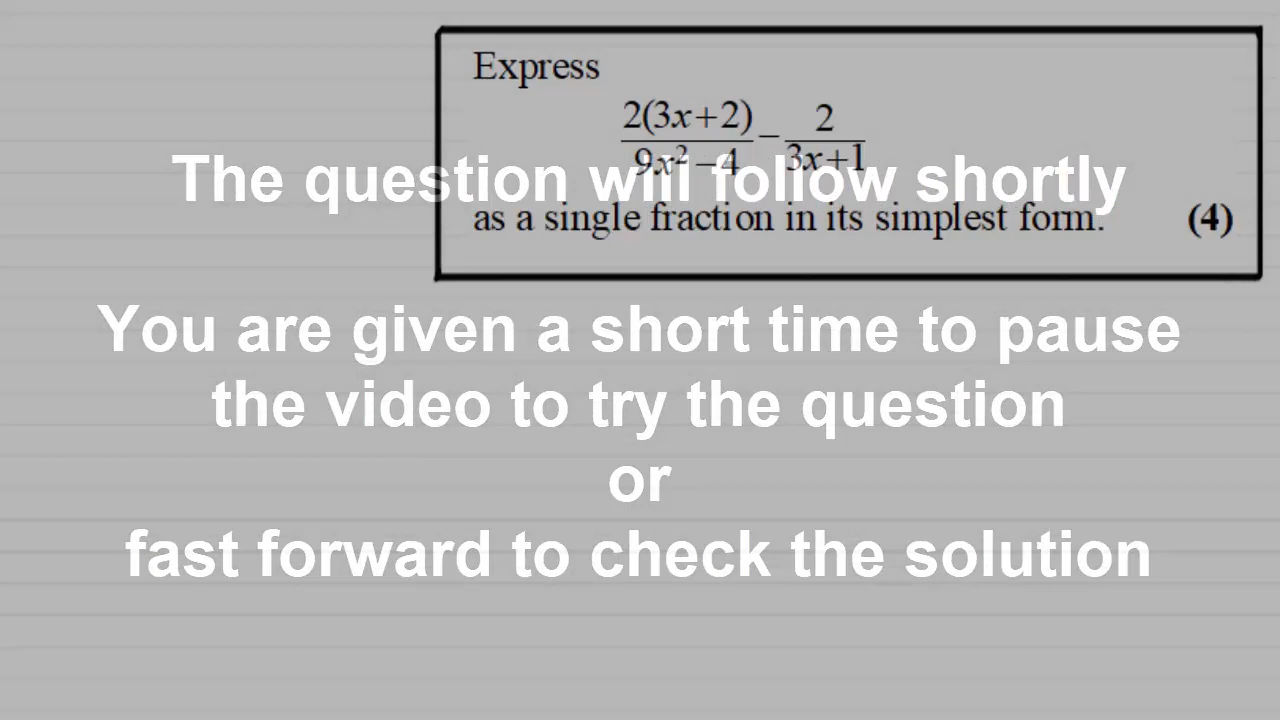 Express
2(3x+2)/9x²−4 − 2/3x+1
The question will follow shortly
as a single fraction in its simplest form. (4)
You are given a short time to pause
the video to try the question
or
fast forward to check the solution